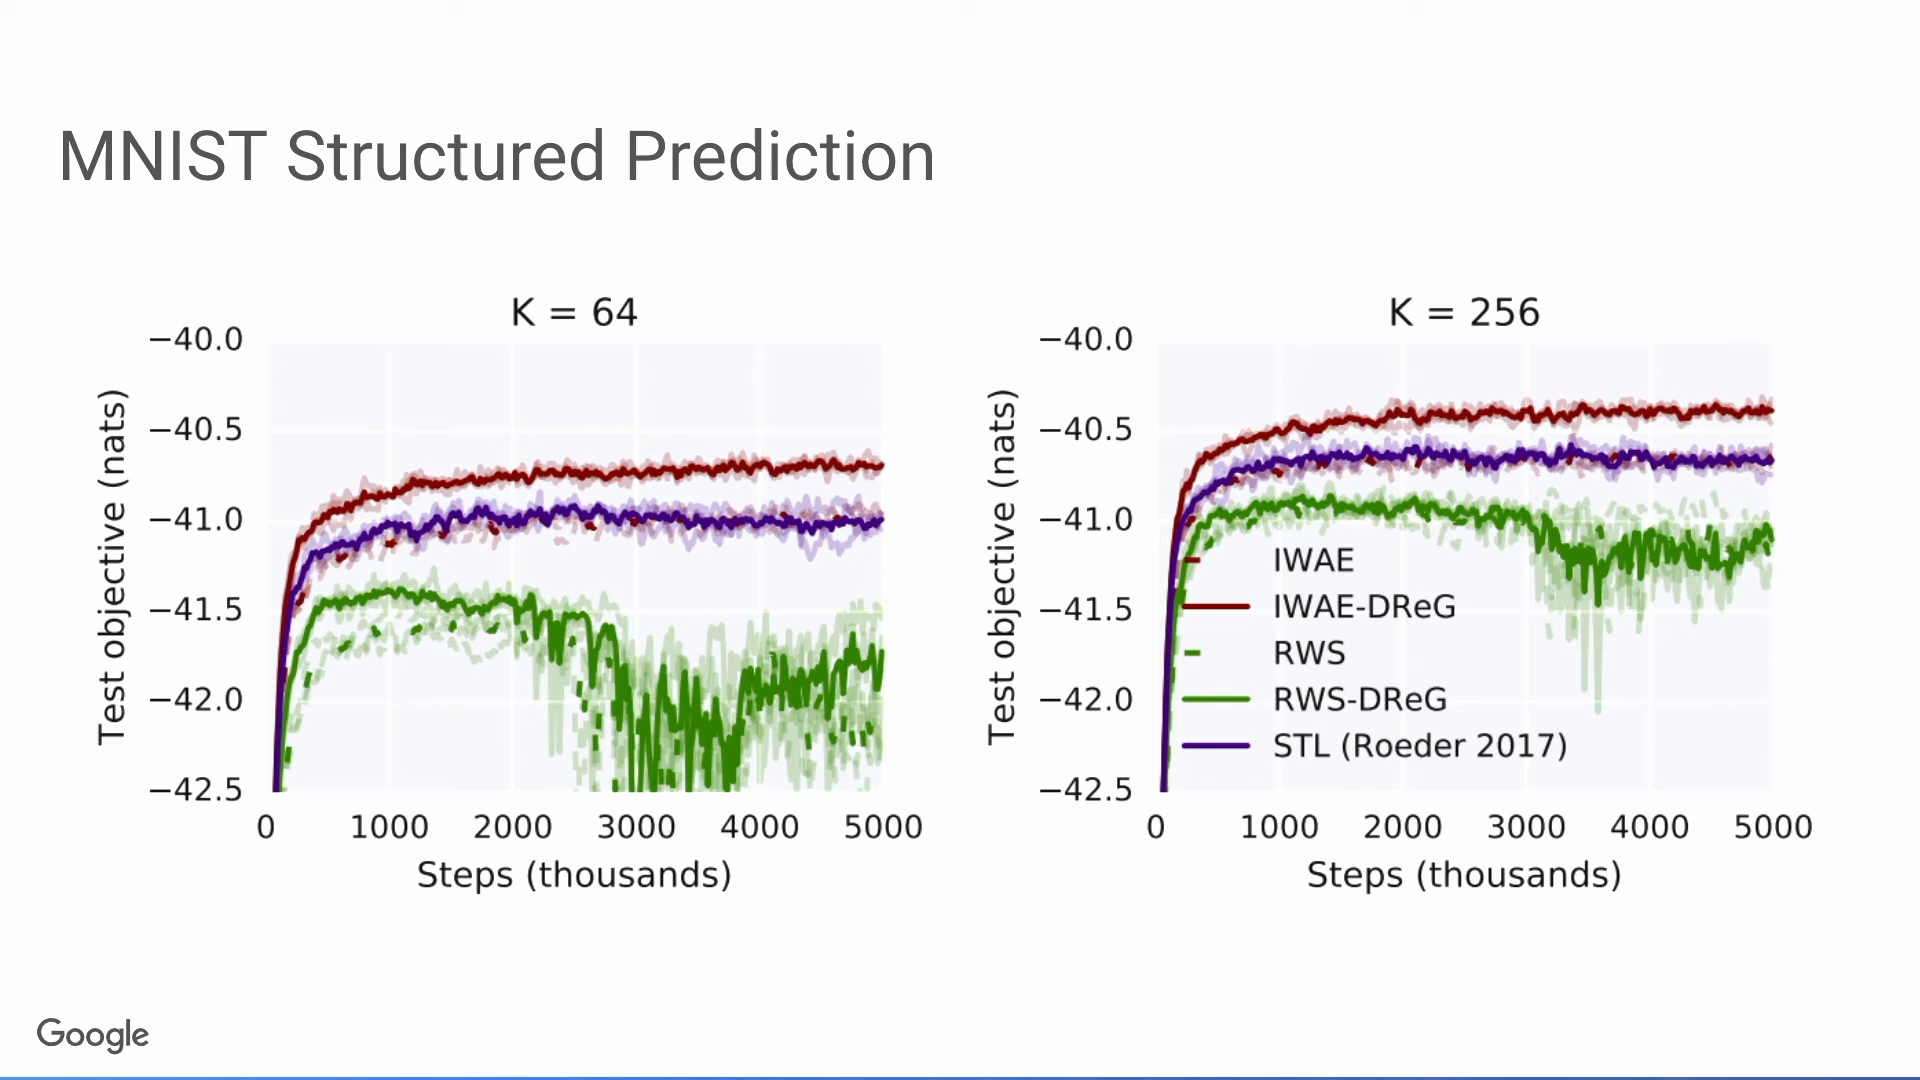 MNIST Structured Prediction
K = 64
−40.0
−40.5
−41.0
−41.5
−42.0
−42.5
Test objective (nats)
0 1000 2000 3000 4000 5000
Steps (thousands)
K = 256
−40.0
−40.5
−41.0
−41.5
−42.0
−42.5
Test objective (nats)
IWAE
IWAE-DReG
RWS
RWS-DReG
STL (Roeder 2017)
0 1000 2000 3000 4000 5000
Steps (thousands)
Google